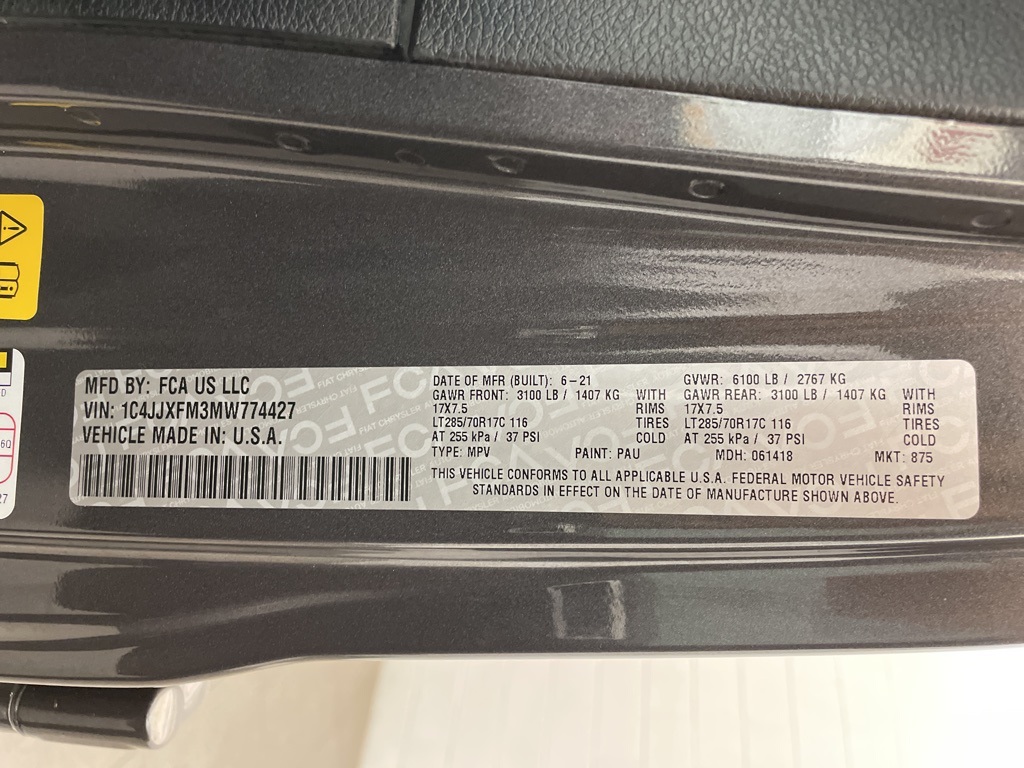 MFD BY: FCA US LLC
VIN: 1C4JJXFM3MW774427
VEHICLE MADE IN: U.S.A.
DATE OF MFR (BUILT): 6-21
GAWR FRONT: 3100 LB / 1407 KG WITH
17X7.5 RIMS
LT285/70R17C 116 TIRES
AT 255 kPa / 37 PSI COLD
GVWR: 6100 LB / 2767 KG
GAWR REAR: 3100 LB / 1407 KG WITH
17X7.5 RIMS
LT285/70R17C 116 TIRES
AT 255 kPa / 37 PSI COLD
TYPE: MPV PAINT: PAU MDH: 061418 MKT: 875
THIS VEHICLE CONFORMS TO ALL APPLICABLE U.S.A. FEDERAL MOTOR VEHICLE SAFETY
STANDARDS IN EFFECT ON THE DATE OF MANUFACTURE SHOWN ABOVE.